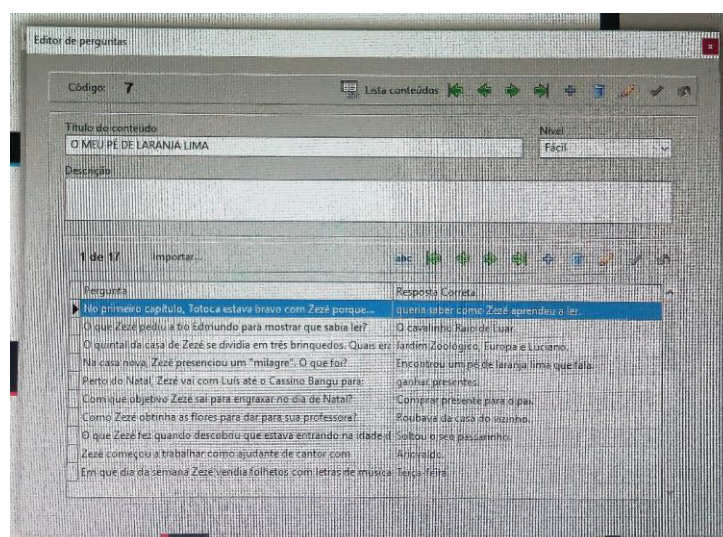 Editor de perguntas
Código: 7
Lista conteúdos
Título do conteúdo
Nível
O MEU PÉ DE LARANJA LIMA
Fácil
Descrição
1 de 17
Importar...
abc
Pergunta
Resposta Correta
No primeiro capítulo, Totoca estava bravo com Zezé porque...
queria saber como Zezé aprendeu a ler.
O que Zezé pediu a tio Edmundo para mostrar que sabia ler?
O cavalinho Raio de Luar.
O quintal da casa de Zezé se dividia em três brinquedos. Quais era
Jardim Zoológico, Europa e Luciano.
Na casa nova, Zezé presenciou um "milagre". O que foi?
Encontrou um pé de laranja lima que fala.
Perto do Natal, Zezé vai com Luís até o Cassino Bangu para:
ganhar presentes.
Com que objetivo Zezé sai para engraxar no dia de Natal?
Comprar presente para o pai.
Como Zezé obtinha as flores para dar para sua professora?
Roubava da casa do vizinho.
O que Zezé fez quando descobriu que estava entrando na idade d
Soltou o seu passarinho.
Zezé começou a trabalhar como ajudante de cantor com
Ariovaldo.
Em que dia da semana Zezé vendia folhetos com letras de música
Terça-feira.